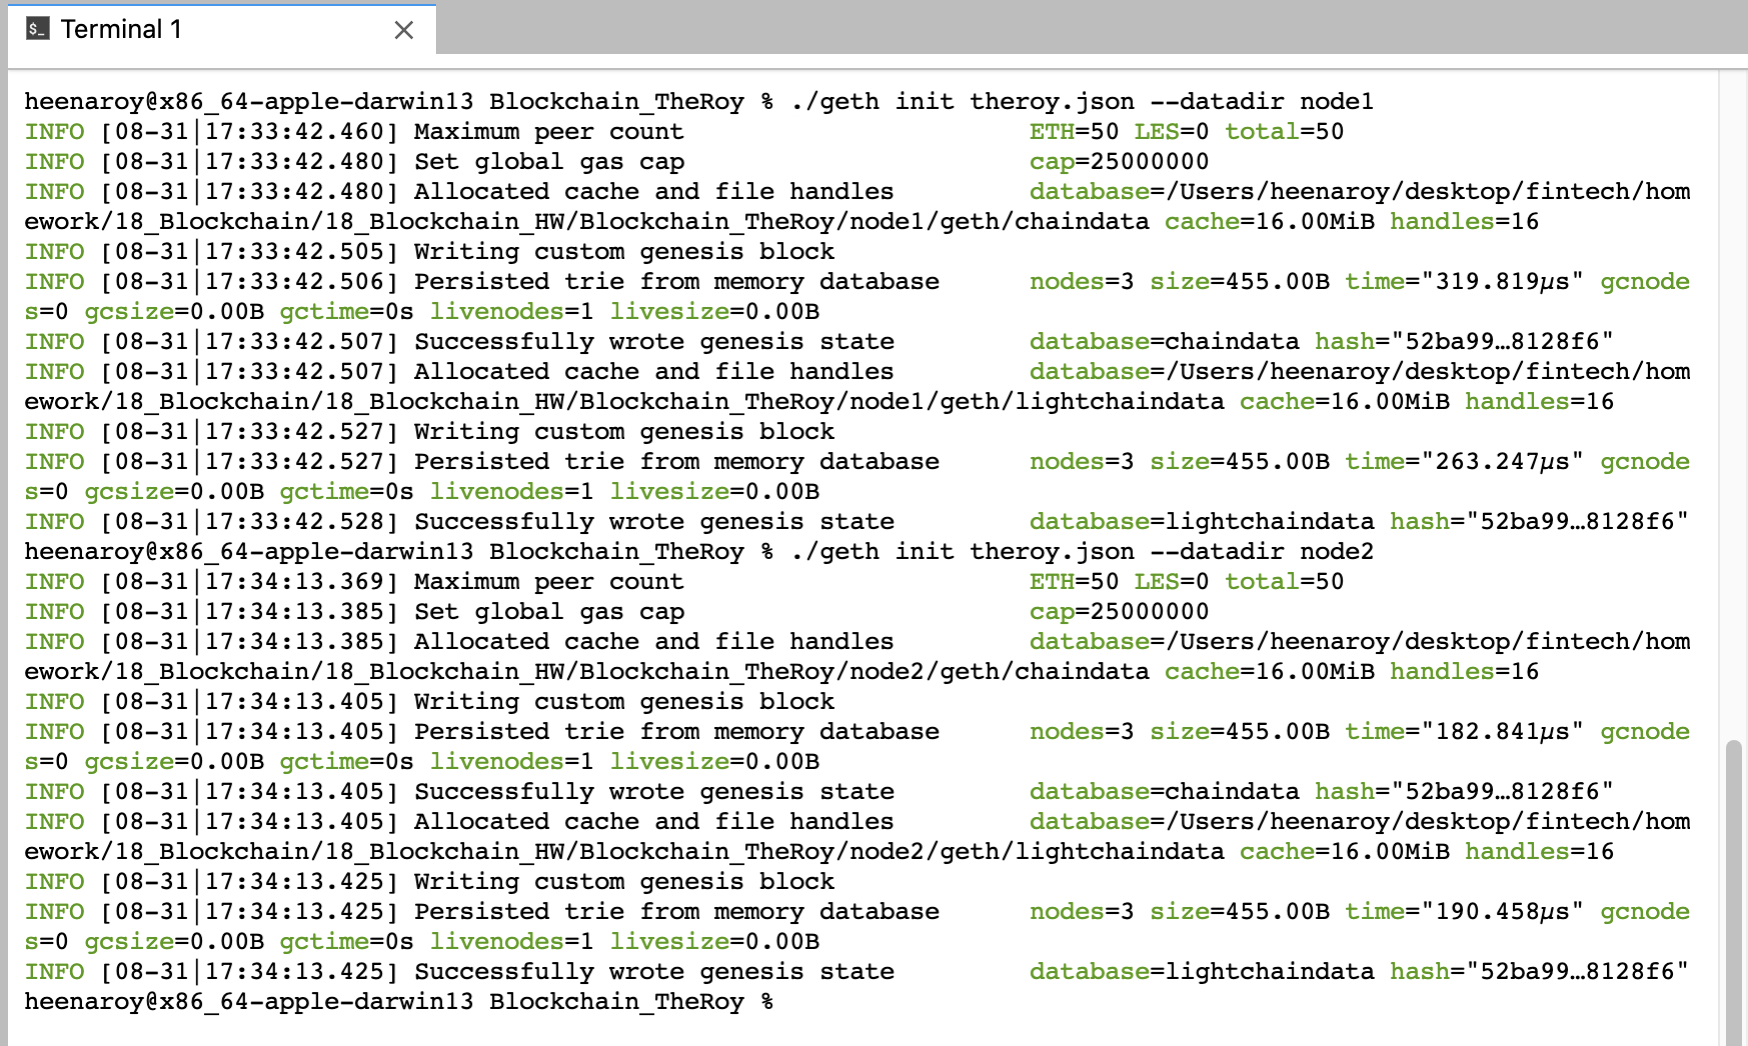 $_ Terminal 1 ×
heenaroy@x86_64-apple-darwin13 Blockchain_TheRoy % ./geth init theroy.json --datadir node1
INFO [08-31|17:33:42.460] Maximum peer count                       ETH=50 LES=0 total=50
INFO [08-31|17:33:42.480] Set global gas cap                       cap=25000000
INFO [08-31|17:33:42.480] Allocated cache and file handles         database=/Users/heenaroy/desktop/fintech/hom
ework/18_Blockchain/18_Blockchain_HW/Blockchain_TheRoy/node1/geth/chaindata cache=16.00MiB handles=16
INFO [08-31|17:33:42.505] Writing custom genesis block
INFO [08-31|17:33:42.506] Persisted trie from memory database      nodes=3 size=455.00B time="319.819µs" gcnode
s=0 gcsize=0.00B gctime=0s livenodes=1 livesize=0.00B
INFO [08-31|17:33:42.507] Successfully wrote genesis state         database=chaindata hash="52ba99…8128f6"
INFO [08-31|17:33:42.507] Allocated cache and file handles         database=/Users/heenaroy/desktop/fintech/hom
ework/18_Blockchain/18_Blockchain_HW/Blockchain_TheRoy/node1/geth/lightchaindata cache=16.00MiB handles=16
INFO [08-31|17:33:42.527] Writing custom genesis block
INFO [08-31|17:33:42.527] Persisted trie from memory database      nodes=3 size=455.00B time="263.247µs" gcnode
s=0 gcsize=0.00B gctime=0s livenodes=1 livesize=0.00B
INFO [08-31|17:33:42.528] Successfully wrote genesis state         database=lightchaindata hash="52ba99…8128f6"
heenaroy@x86_64-apple-darwin13 Blockchain_TheRoy % ./geth init theroy.json --datadir node2
INFO [08-31|17:34:13.369] Maximum peer count                       ETH=50 LES=0 total=50
INFO [08-31|17:34:13.385] Set global gas cap                       cap=25000000
INFO [08-31|17:34:13.385] Allocated cache and file handles         database=/Users/heenaroy/desktop/fintech/hom
ework/18_Blockchain/18_Blockchain_HW/Blockchain_TheRoy/node2/geth/chaindata cache=16.00MiB handles=16
INFO [08-31|17:34:13.405] Writing custom genesis block
INFO [08-31|17:34:13.405] Persisted trie from memory database      nodes=3 size=455.00B time="182.841µs" gcnode
s=0 gcsize=0.00B gctime=0s livenodes=1 livesize=0.00B
INFO [08-31|17:34:13.405] Successfully wrote genesis state         database=chaindata hash="52ba99…8128f6"
INFO [08-31|17:34:13.405] Allocated cache and file handles         database=/Users/heenaroy/desktop/fintech/hom
ework/18_Blockchain/18_Blockchain_HW/Blockchain_TheRoy/node2/geth/lightchaindata cache=16.00MiB handles=16
INFO [08-31|17:34:13.425] Writing custom genesis block
INFO [08-31|17:34:13.425] Persisted trie from memory database      nodes=3 size=455.00B time="190.458µs" gcnode
s=0 gcsize=0.00B gctime=0s livenodes=1 livesize=0.00B
INFO [08-31|17:34:13.425] Successfully wrote genesis state         database=lightchaindata hash="52ba99…8128f6"
heenaroy@x86_64-apple-darwin13 Blockchain_TheRoy %